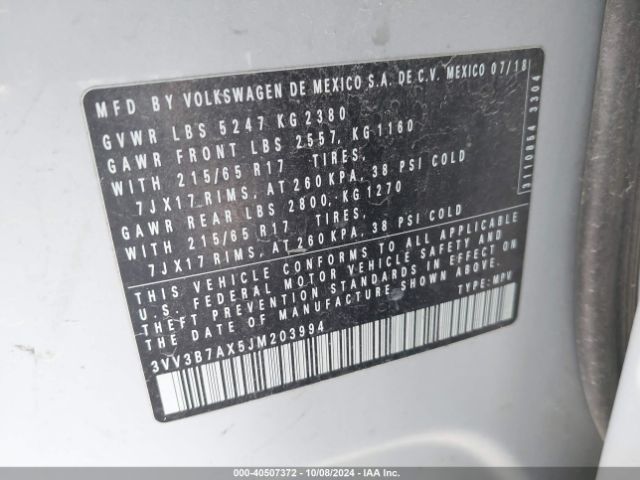 MFD BY VOLKSWAGEN DE MEXICO S.A. DE C.V. MEXICO 07/18
GVWR LBS 5247 KG 2380
GAWR FRONT LBS 2557, KG 1160
WITH 215/65 R17 TIRES,
7JX17 RIMS, AT 260 KPA, 38 PSI COLD
GAWR REAR LBS 2800, KG 1270
WITH 215/65 R17 TIRES,
7JX17 RIMS, AT 260 KPA, 38 PSI COLD
THIS VEHICLE CONFORMS TO ALL APPLICABLE
U.S. FEDERAL MOTOR VEHICLE SAFETY AND
THEFT PREVENTION STANDARDS IN EFFECT ON
THE DATE OF MANUFACTURE SHOWN ABOVE.
3VV3B7AX5JM203994 TYPE: MPV
3110854 3304
000-40507372 - 10/08/2024 - IAAI.com